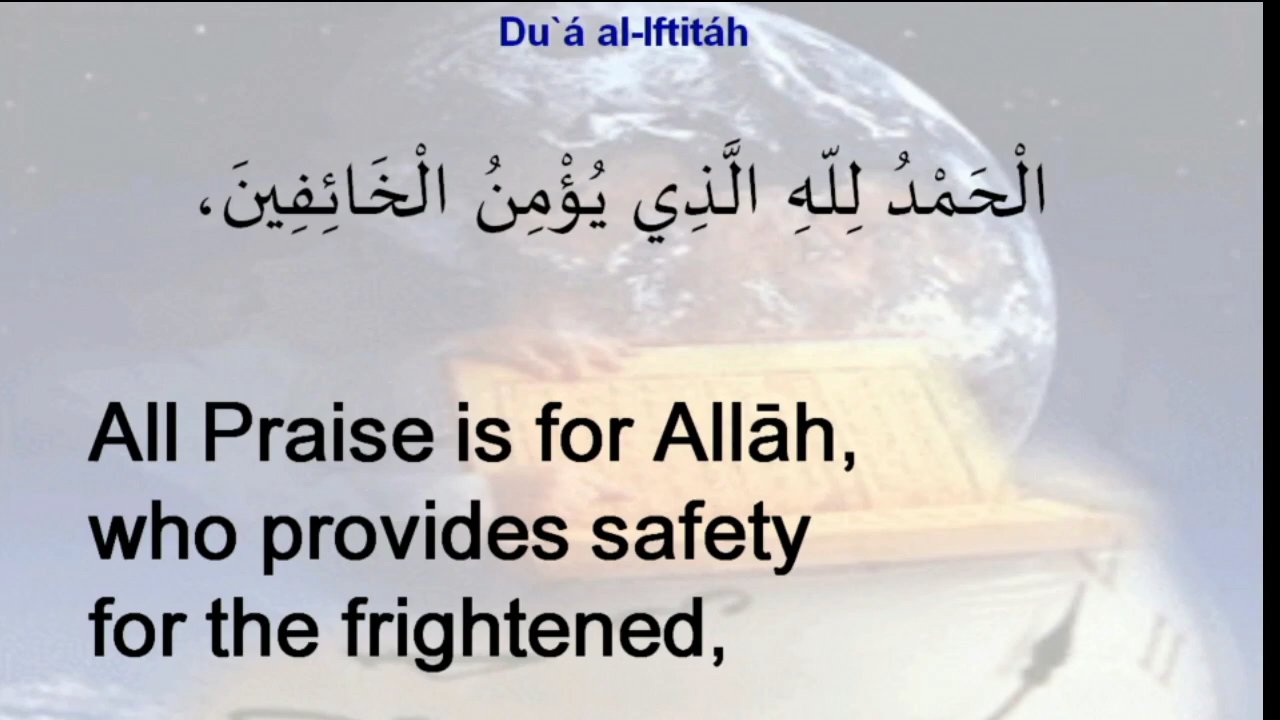 Du`á al-Iftitáh
الْحَمْدُ لِلّهِ الَّذِي يُؤْمِنُ الْخَائِفِينَ،
All Praise is for Allāh,
who provides safety
for the frightened,